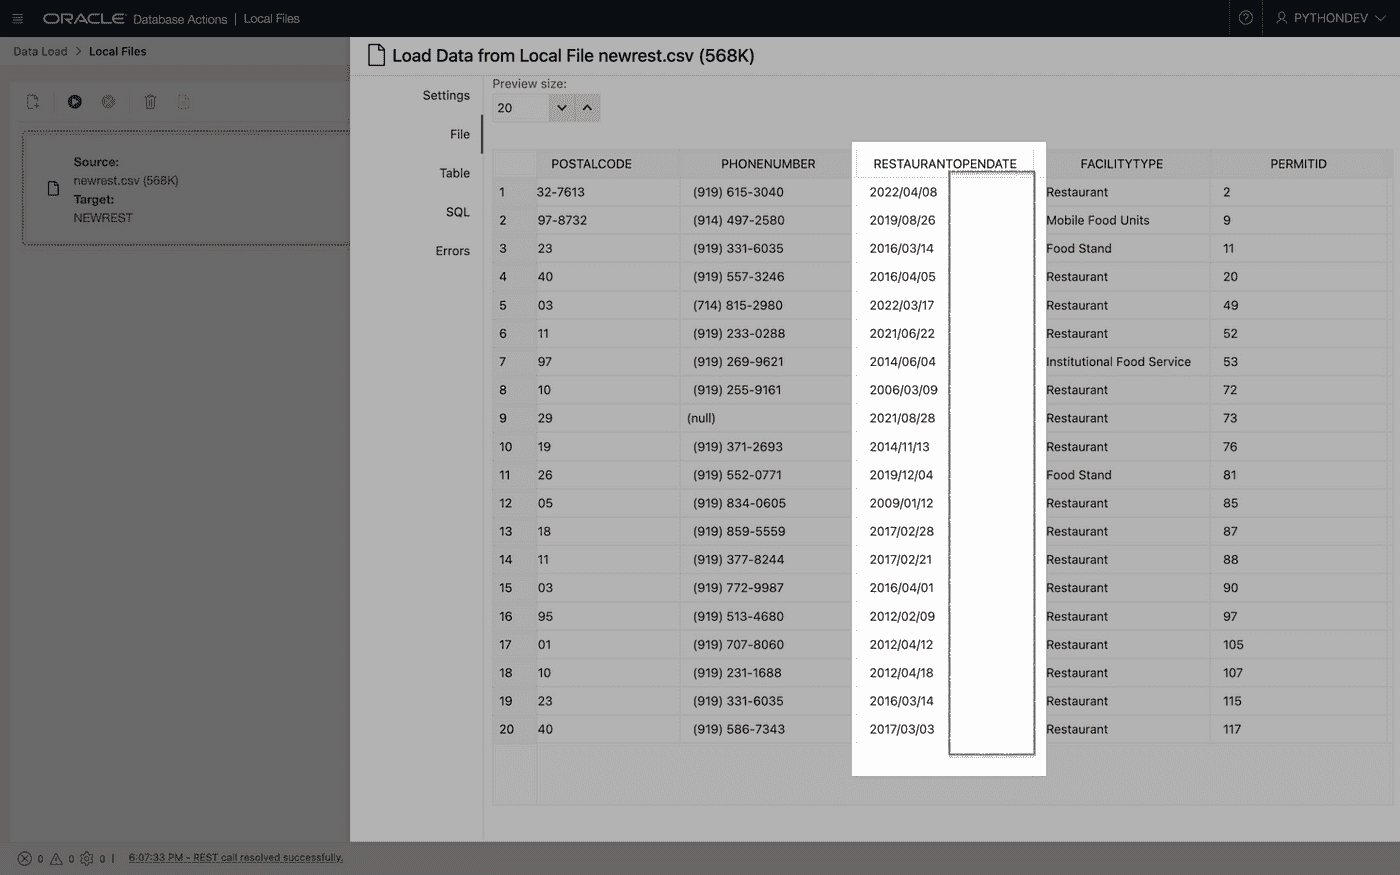 ORACLE Database Actions | Local Files PYTHONDEV
Data Load > Local Files
Load Data from Local File newrest.csv (568K)
Source:
newrest.csv (568K)
Target:
NEWREST
Settings
File
Table
SQL
Errors
Preview size:
20
POSTALCODE PHONENUMBER RESTAURANTOPENDATE FACILITYTYPE PERMITID
1 32-7613 (919) 615-3040 2022/04/08 Restaurant 2
2 97-8732 (914) 497-2580 2019/08/26 Mobile Food Units 9
3 23 (919) 331-6035 2016/03/14 Food Stand 11
4 40 (919) 557-3246 2016/04/05 Restaurant 20
5 03 (714) 815-2980 2022/03/17 Restaurant 49
6 11 (919) 233-0288 2021/06/22 Restaurant 52
7 97 (919) 269-9621 2014/06/04 Institutional Food Service 53
8 10 (919) 255-9161 2006/03/09 Restaurant 72
9 29 (null) 2021/08/28 Restaurant 73
10 19 (919) 371-2693 2014/11/13 Restaurant 76
11 26 (919) 552-0771 2019/12/04 Food Stand 81
12 05 (919) 834-0605 2009/01/12 Restaurant 85
13 18 (919) 859-5559 2017/02/28 Restaurant 87
14 11 (919) 377-8244 2017/02/21 Restaurant 88
15 03 (919) 772-9987 2016/04/01 Restaurant 90
16 95 (919) 513-4680 2012/02/09 Restaurant 97
17 01 (919) 707-8060 2012/04/12 Restaurant 105
18 10 (919) 231-1688 2012/04/18 Restaurant 107
19 23 (919) 331-6035 2016/03/14 Restaurant 115
20 40 (919) 586-7343 2017/03/03 Restaurant 117
0 0 0 | 6:07:33 PM - REST call resolved successfully.